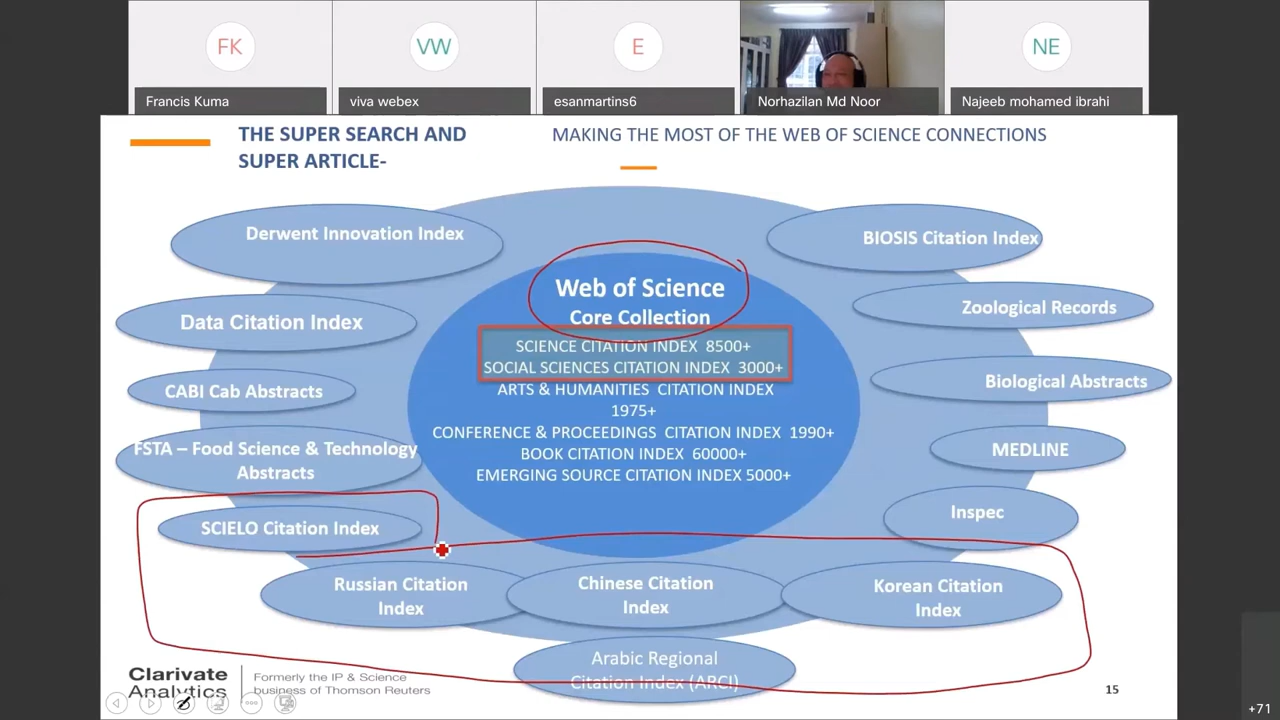 FK
VW
E
NE
Francis Kuma
viva webex
esanmartins6
Norhazilan Md Noor
Najeeb mohamed ibrahi
THE SUPER SEARCH AND
SUPER ARTICLE-
MAKING THE MOST OF THE WEB OF SCIENCE CONNECTIONS
Derwent Innovation Index
Data Citation Index
CABI Cab Abstracts
FSTA – Food Science & Technology
Abstracts
SCIELO Citation Index
Web of Science
Core Collection
SCIENCE CITATION INDEX 8500+
SOCIAL SCIENCES CITATION INDEX 3000+
ARTS & HUMANITIES CITATION INDEX
1975+
CONFERENCE & PROCEEDINGS CITATION INDEX 1990+
BOOK CITATION INDEX 60000+
EMERGING SOURCE CITATION INDEX 5000+
BIOSIS Citation Index
Zoological Records
Biological Abstracts
MEDLINE
Inspec
Russian Citation
Index
Chinese Citation
Index
Korean Citation
Index
Arabic Regional
Citation Index (ARCI)
Clarivate
Analytics
Formerly the IP & Science
business of Thomson Reuters
15
+71